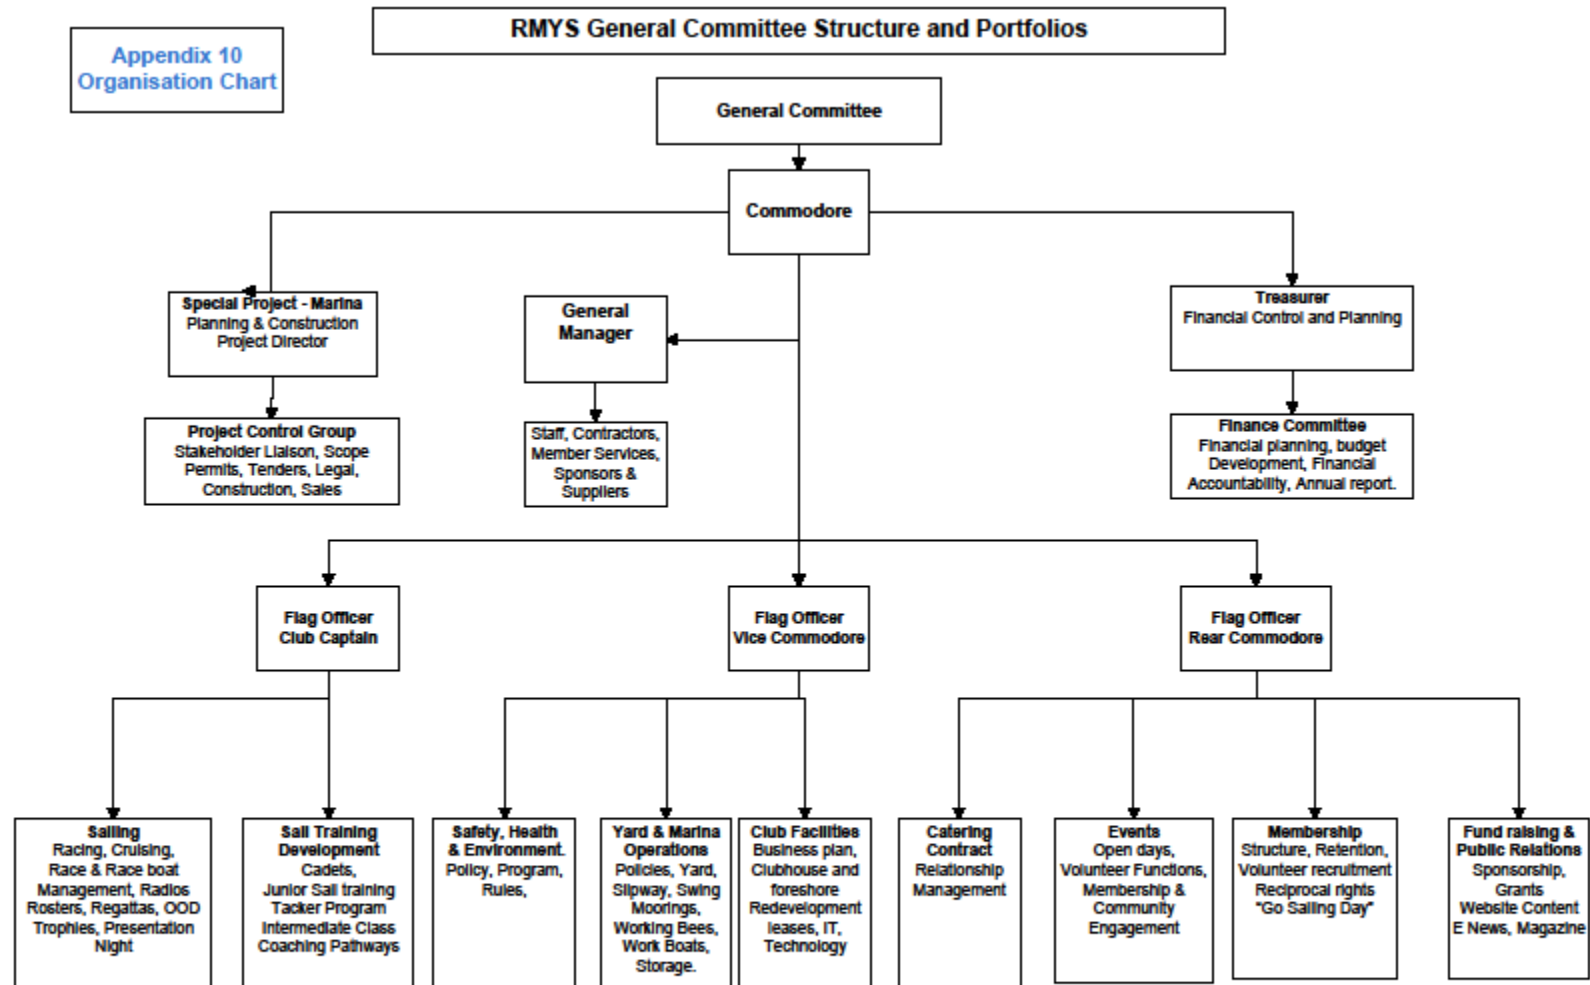 RMYS General Committee Structure and Portfolios
Appendix 10
Organisation Chart
General Committee
Commodore
Special Project - Marina
Planning & Construction
Project Director
General
Manager
Treasurer
Financial Control and Planning
Project Control Group
Stakeholder Liaison, Scope
Permits, Tenders, Legal,
Construction, Sales
Staff, Contractors,
Member Services,
Sponsors &
Suppliers
Finance Committee
Financial planning, budget
Development, Financial
Accountability, Annual report.
Flag Officer
Club Captain
Flag Officer
Vice Commodore
Flag Officer
Rear Commodore
Sailing
Racing, Cruising,
Race & Race boat
Management, Radios
Rosters, Regattas, OOD
Trophies, Presentation
Night
Sail Training
Development
Cadets,
Junior Sail training
Tacker Program
Intermediate Class
Coaching Pathways
Safety, Health
& Environment.
Policy, Program,
Rules,
Yard & Marina
Operations
Policies, Yard,
Slipway, Swing
Moorings,
Working Bees,
Work Boats,
Storage.
Club Facilities
Business plan,
Clubhouse and
foreshore
Redevelopment
leases, IT,
Technology
Catering
Contract
Relationship
Management
Events
Open days,
Volunteer Functions,
Membership &
Community
Engagement
Membership
Structure, Retention,
Volunteer recruitment
Reciprocal rights
"Go Sailing Day"
Fund raising &
Public Relations
Sponsorship,
Grants
Website Content
E News, Magazine